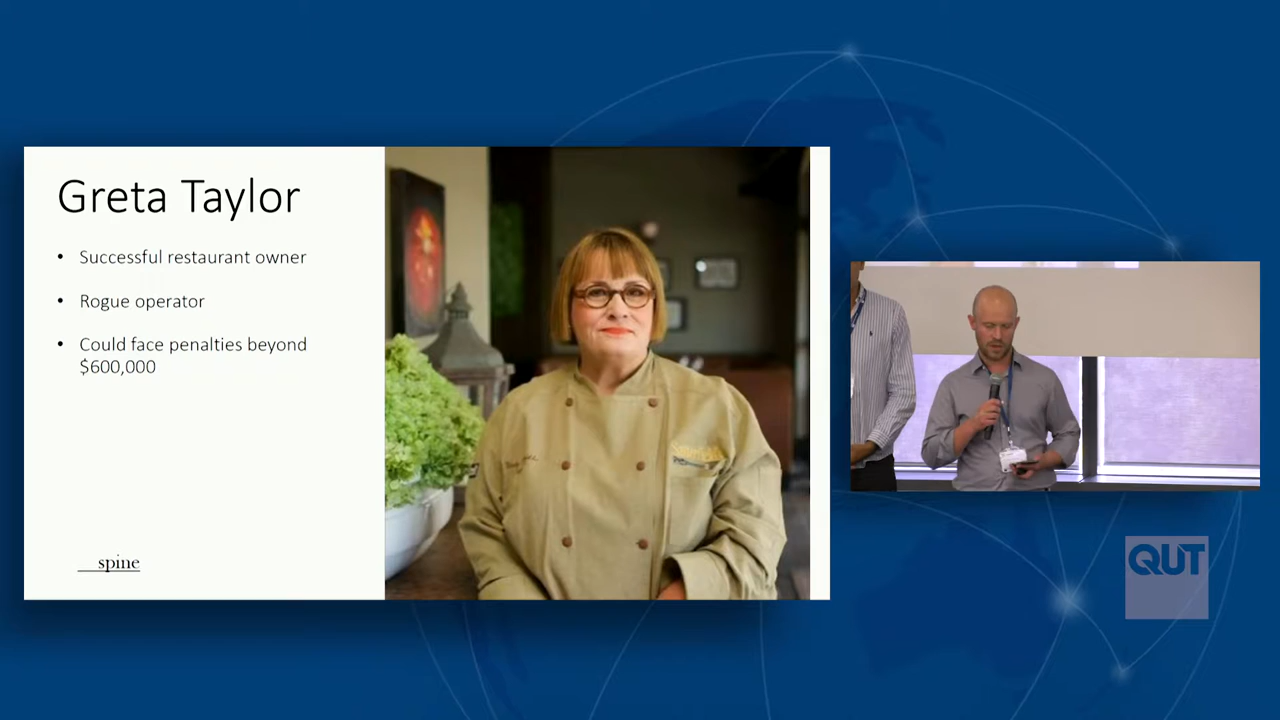 Greta Taylor
• Successful restaurant owner
• Rogue operator
• Could face penalties beyond
$600,000
spine
QUT